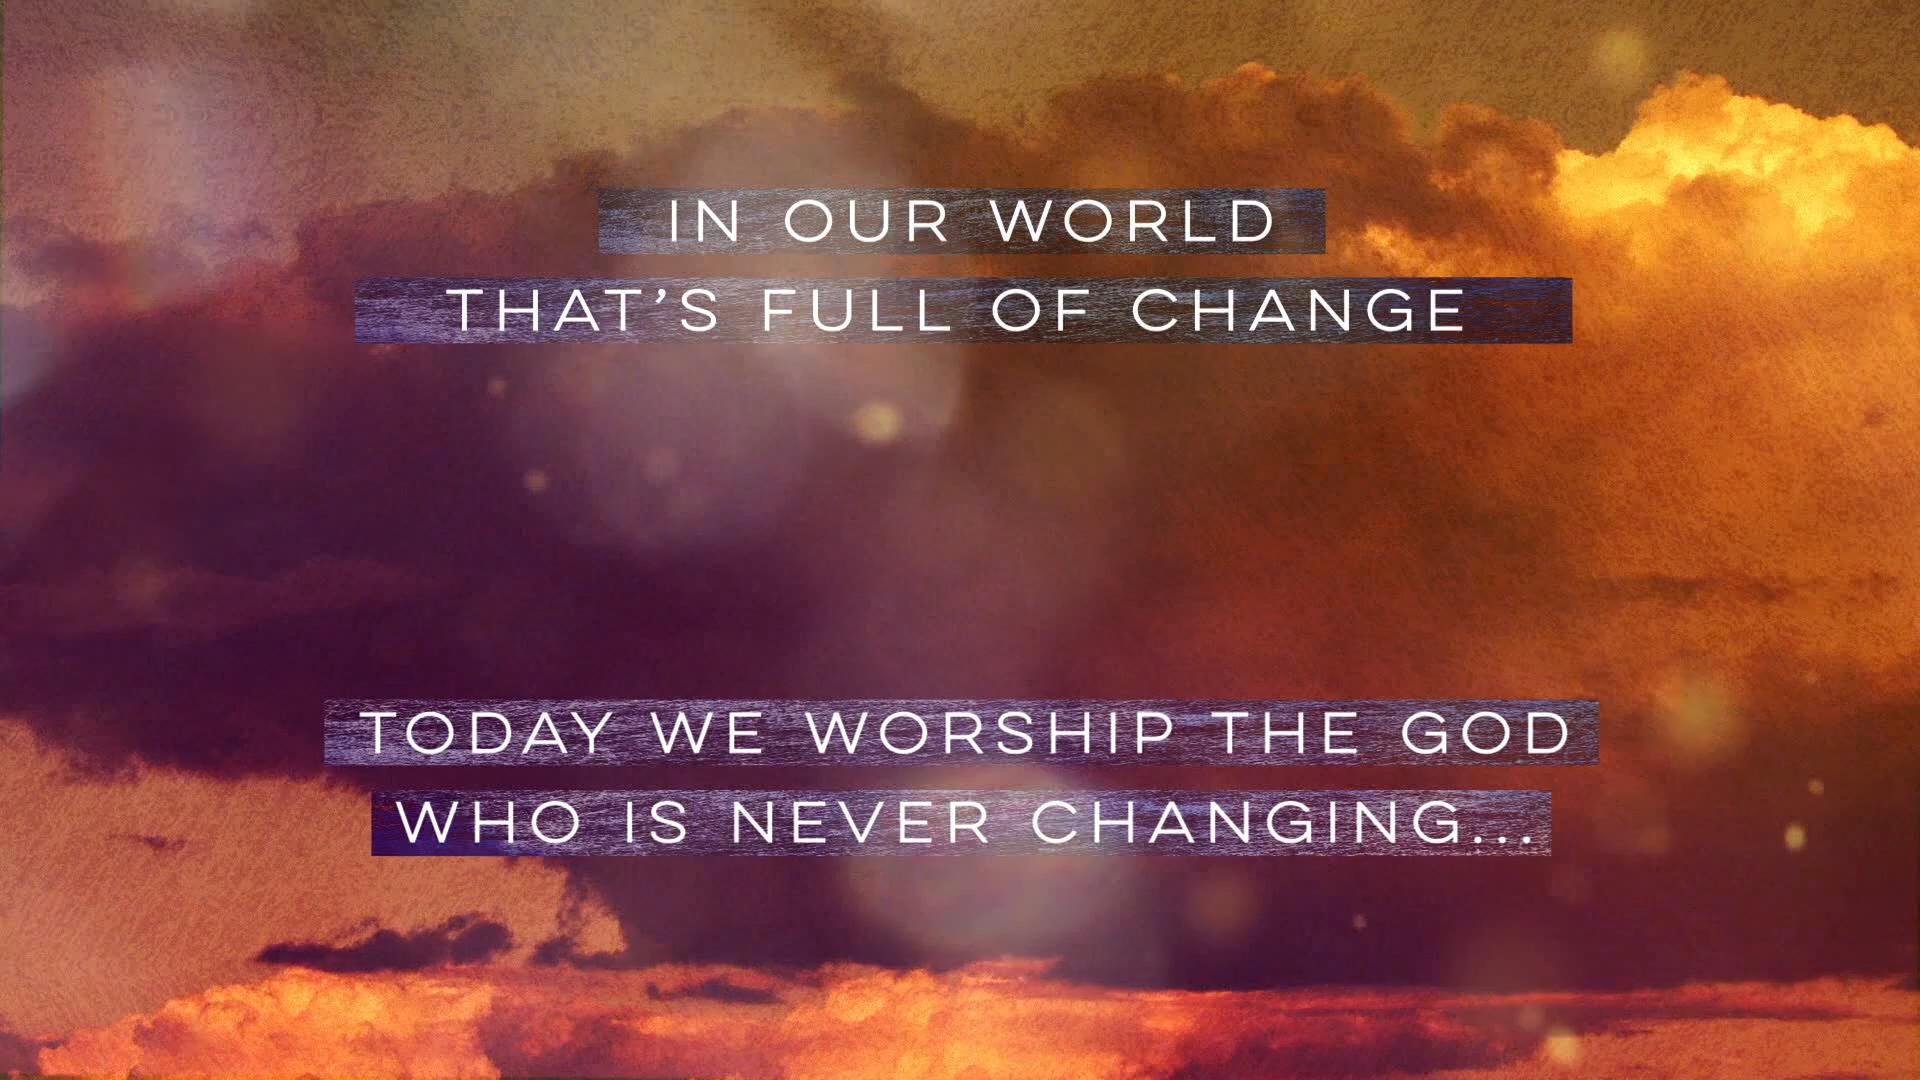 IN OUR WORLD
THAT’S FULL OF CHANGE
TODAY WE WORSHIP THE GOD
WHO IS NEVER CHANGING...